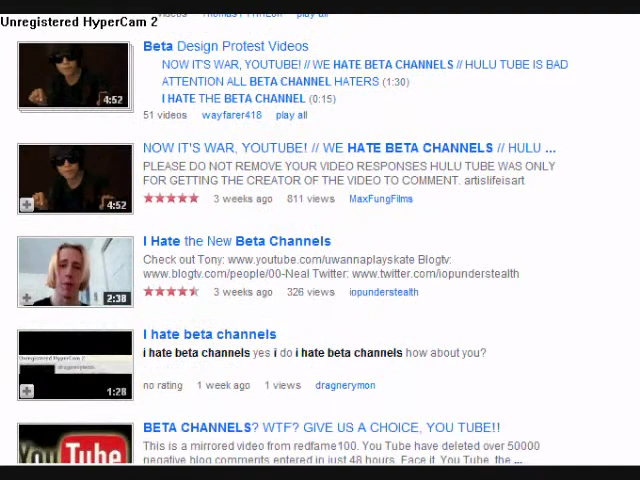 videos Thomas play all
Unregistered HyperCam 2
Beta Design Protest Videos
NOW IT'S WAR, YOUTUBE! // WE HATE BETA CHANNELS // HULU TUBE IS BAD
ATTENTION ALL BETA CHANNEL HATERS (1:30)
I HATE THE BETA CHANNEL (0:15)
4:52
51 videos wayfarer418 play all
NOW IT'S WAR, YOUTUBE! // WE HATE BETA CHANNELS // HULU ...
PLEASE DO NOT REMOVE YOUR VIDEO RESPONSES HULU TUBE WAS ONLY
FOR GETTING THE CREATOR OF THE VIDEO TO COMMENT. artislifeisart
4:52
3 weeks ago 811 views MaxFungFilms
I Hate the New Beta Channels
Check out Tony: www.youtube.com/uwannaplayskate Blogtv:
www.blogtv.com/people/00-Neal Twitter: www.twitter.com/iopunderstealth
2:38
3 weeks ago 326 views iopunderstealth
I hate beta channels
i hate beta channels yes i do i hate beta channels how about you?
Unregistered HyperCam 2
dragnerymon
1:28
no rating 1 week ago 1 views dragnerymon
BETA CHANNELS? WTF? GIVE US A CHOICE, YOU TUBE!!
You Tube
This is a mirrored video from redfame100. You Tube have deleted over 50000
negative blog comments entered in just 48 hours. Face it, You Tube, the ...